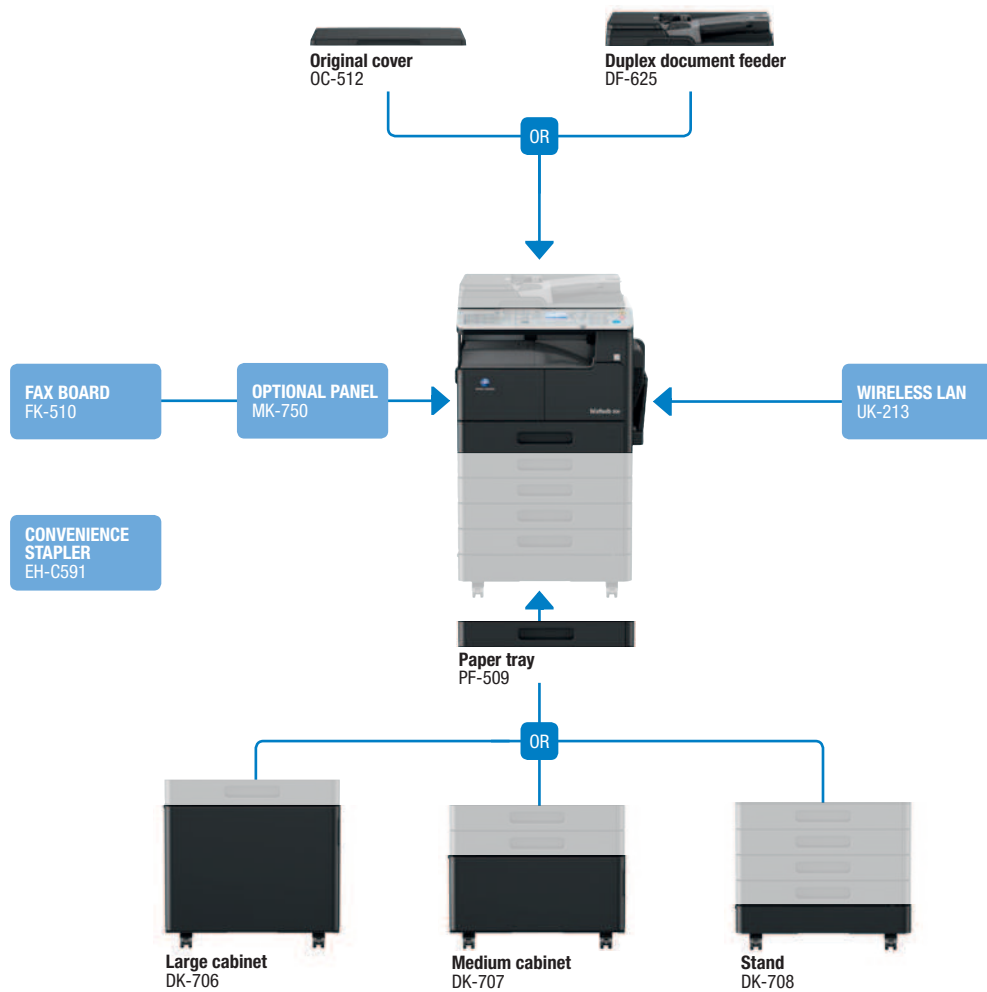 Original cover
OC-512
Duplex document feeder
DF-625
OR
FAX BOARD
FK-510
OPTIONAL PANEL
MK-750
WIRELESS LAN
UK-213
CONVENIENCE
STAPLER
EH-C591
Paper tray
PF-509
OR
Large cabinet
DK-706
Medium cabinet
DK-707
Stand
DK-708